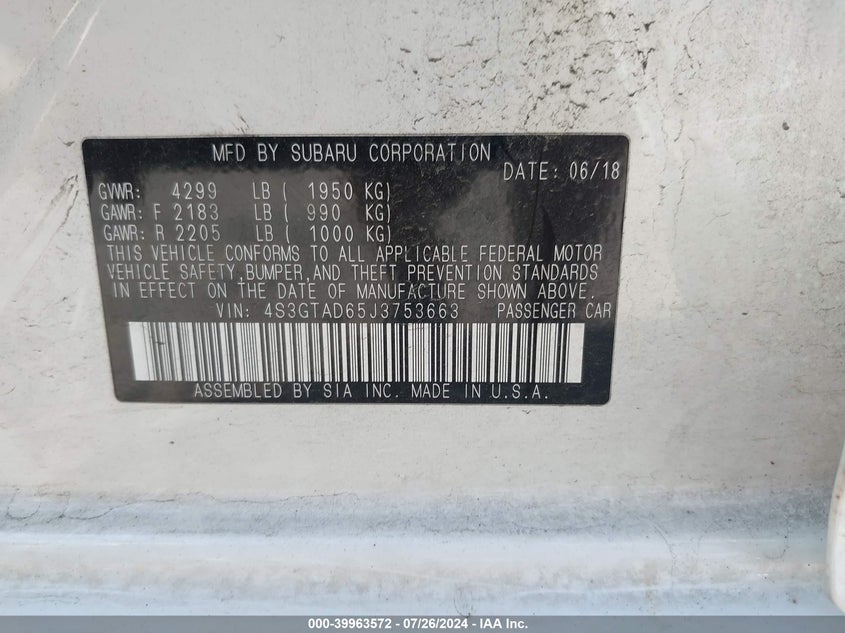 MFD BY SUBARU CORPORATION
DATE: 06/18
GVWR: 4299 LB ( 1950 KG)
GAWR: F 2183 LB ( 990 KG)
GAWR: R 2205 LB ( 1000 KG)
THIS VEHICLE CONFORMS TO ALL APPLICABLE FEDERAL MOTOR
VEHICLE SAFETY,BUMPER,AND THEFT PREVENTION STANDARDS
IN EFFECT ON THE DATE OF MANUFACTURE SHOWN ABOVE.
VIN: 4S3GTAD65J3753663 PASSENGER CAR
ASSEMBLED BY SIA INC. MADE IN U.S.A.
000-39963572 / 07/26/2024 - IAA Inc.